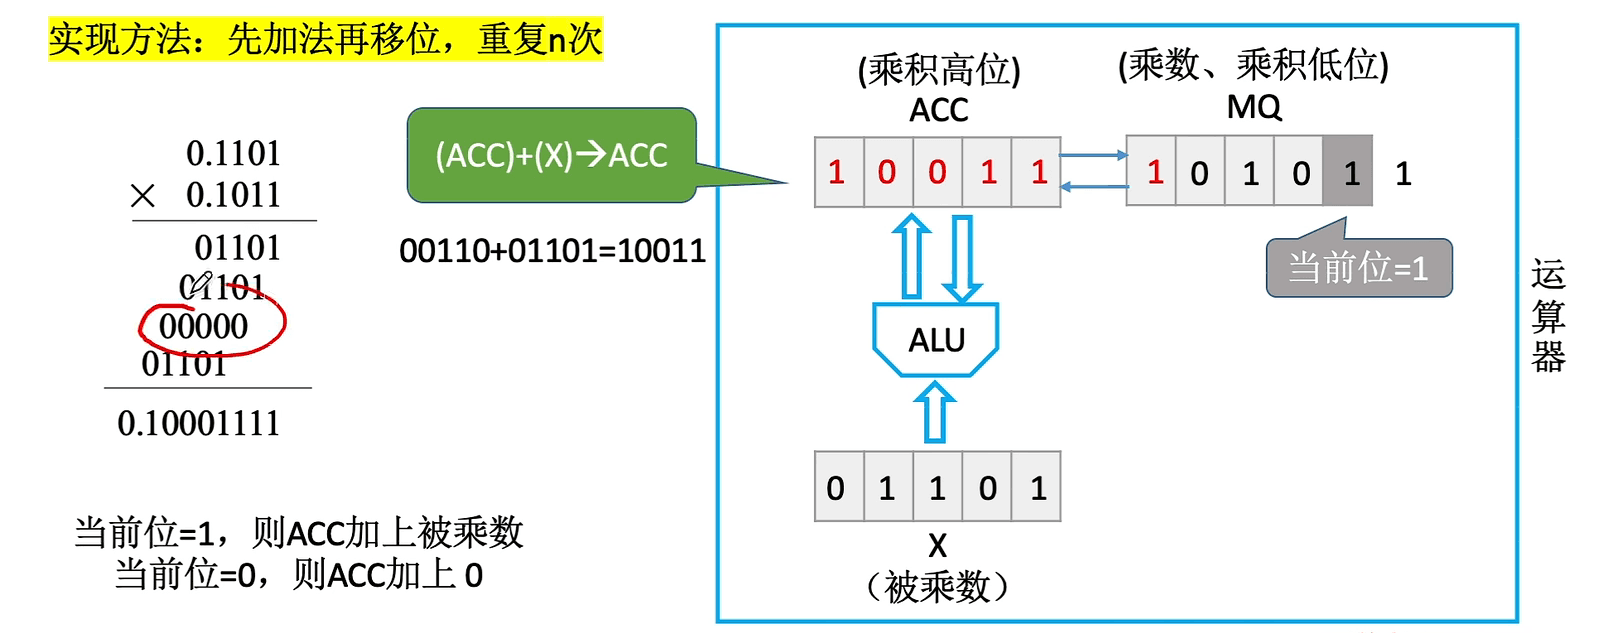 实现方法：先加法再移位，重复n次
0.1101
× 0.1011
01101
01101
00000
01101
0.10001111
当前位=1，则ACC加上被乘数
当前位=0，则ACC加上 0
(ACC)+(X)→ACC
00110+01101=10011
(乘积高位)
ACC
1 0 0 1 1
(乘数、乘积低位)
MQ
1 0 1 0 1 1
当前位=1
ALU
0 1 1 0 1
X
（被乘数）
运算器